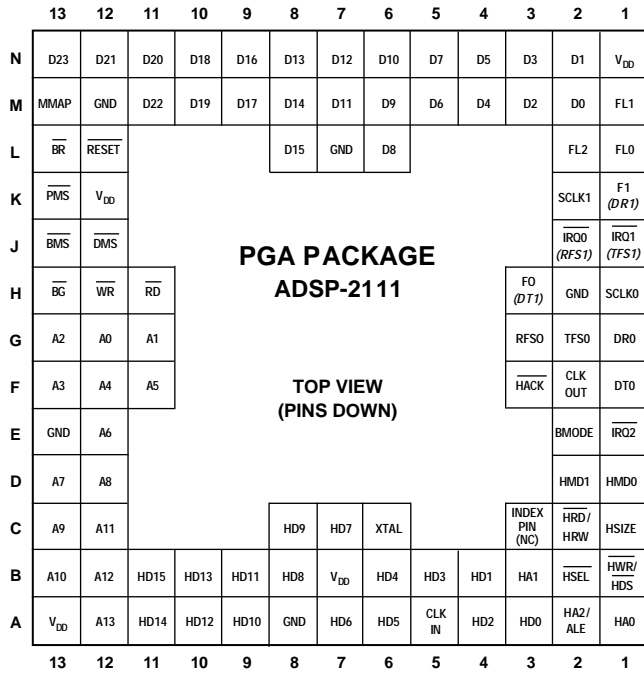 13 12 11 10 9 8 7 6 5 4 3 2 1
N D23 D21 D20 D18 D16 D13 D12 D10 D7 D5 D3 D1 VDD
M MMAP GND D22 D19 D17 D14 D11 D9 D6 D4 D2 D0 FL1
L BR RESET D15 GND D8 FL2 FL0
K PMS VDD SCLK1 F1 (DR1)
J BMS DMS IRQ0 (RFS1) IRQ1 (TFS1)
PGA PACKAGE
ADSP-2111
H BG WR RD FO (DT1) GND SCLK0
G A2 A0 A1 RFSO TFS0 DR0
F A3 A4 A5 HACK CLK OUT DT0
TOP VIEW
(PINS DOWN)
E GND A6 BMODE IRQ2
D A7 A8 HMD1 HMD0
C A9 A11 HD9 HD7 XTAL INDEX PIN (NC) HRD/ HRW HSIZE
B A10 A12 HD15 HD13 HD11 HD8 VDD HD4 HD3 HD1 HA1 HSEL HWR/ HDS
A VDD A13 HD14 HD12 HD10 GND HD6 HD5 CLK IN HD2 HD0 HA2/ ALE HA0
13 12 11 10 9 8 7 6 5 4 3 2 1